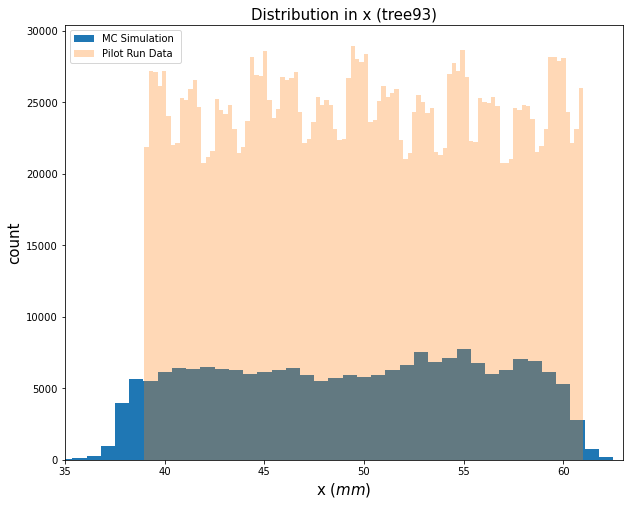 Distribution in x (tree93)
MC Simulation
Pilot Run Data
count
30000
25000
20000
15000
10000
5000
0
35 40 45 50 55 60
x (mm)